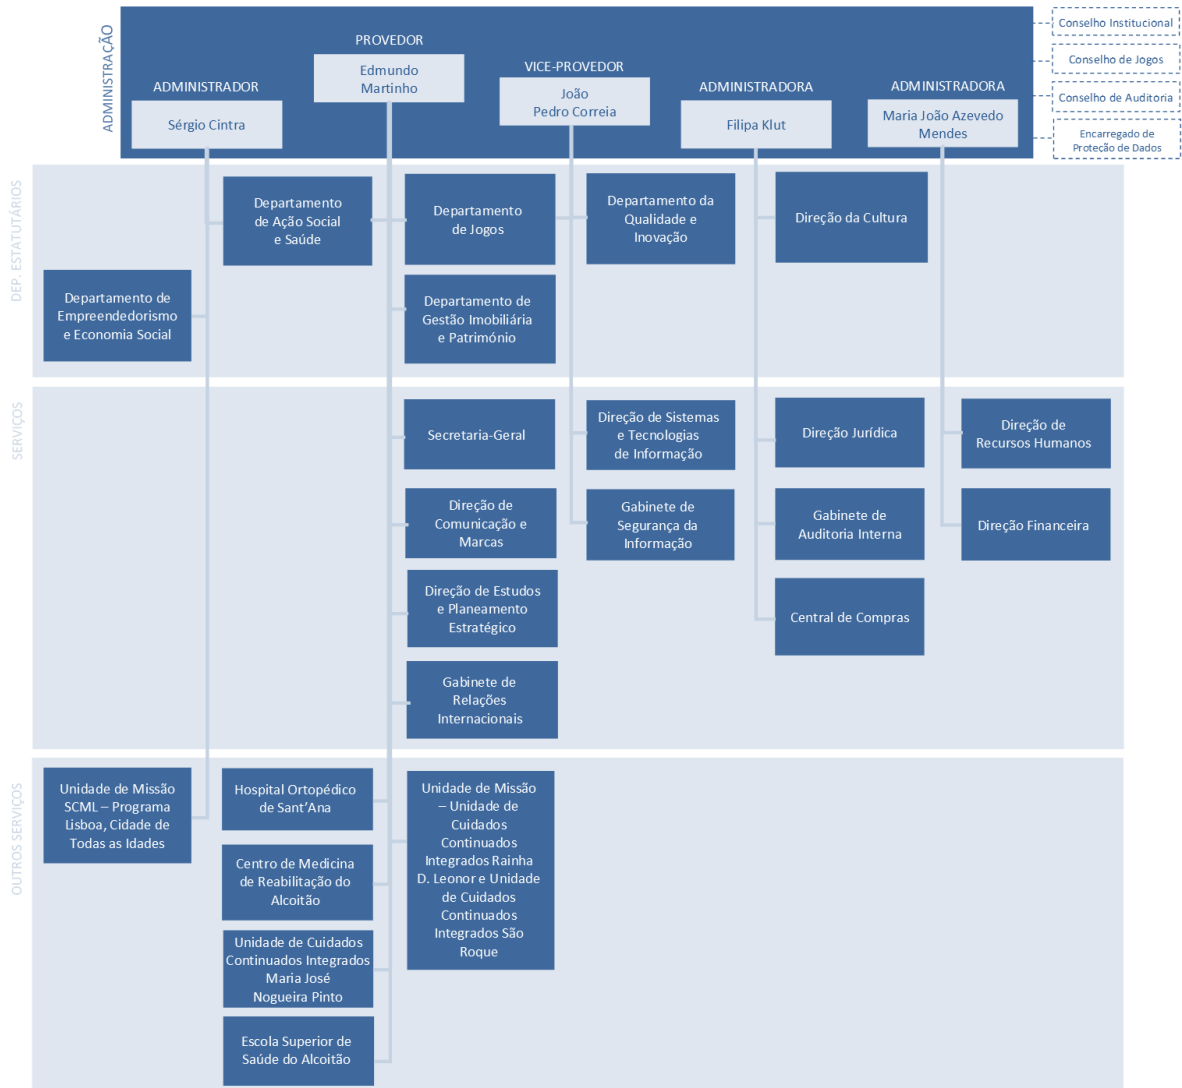 ADMINISTRAÇÃO
PROVEDOR
Edmundo
Martinho
ADMINISTRADOR
Sérgio Cintra
VICE-PROVEDOR
João
Pedro Correia
ADMINISTRADORA
Filipa Klut
ADMINISTRADORA
Maria João Azevedo
Mendes
Conselho Institucional
Conselho de Jogos
Conselho de Auditoria
Encarregado de
Proteção de Dados
DEP. ESTATUTÁRIOS
Departamento
de Ação Social
e Saúde
Departamento
de Jogos
Departamento da
Qualidade e
Inovação
Direção da Cultura
Departamento de
Empreendedorismo
e Economia Social
Departamento de
Gestão Imobiliária
e Património
SERVIÇOS
Secretaria-Geral
Direção de Sistemas
e Tecnologias
de Informação
Direção Jurídica
Direção de
Recursos Humanos
Direção de
Comunicação e
Marcas
Gabinete de
Segurança da
Informação
Gabinete de
Auditoria Interna
Direção Financeira
Direção de Estudos
e Planeamento
Estratégico
Central de Compras
Gabinete de
Relações
Internacionais
OUTROS SERVIÇOS
Unidade de Missão
SCML – Programa
Lisboa, Cidade de
Todas as Idades
Hospital Ortopédico
de Sant’Ana
Unidade de Missão
– Unidade de
Cuidados
Continuados
Integrados Rainha
D. Leonor e Unidade
de Cuidados
Continuados
Integrados São
Roque
Centro de Medicina
de Reabilitação do
Alcoitão
Unidade de Cuidados
Continuados Integrados
Maria José
Nogueira Pinto
Escola Superior de
Saúde do Alcoitão